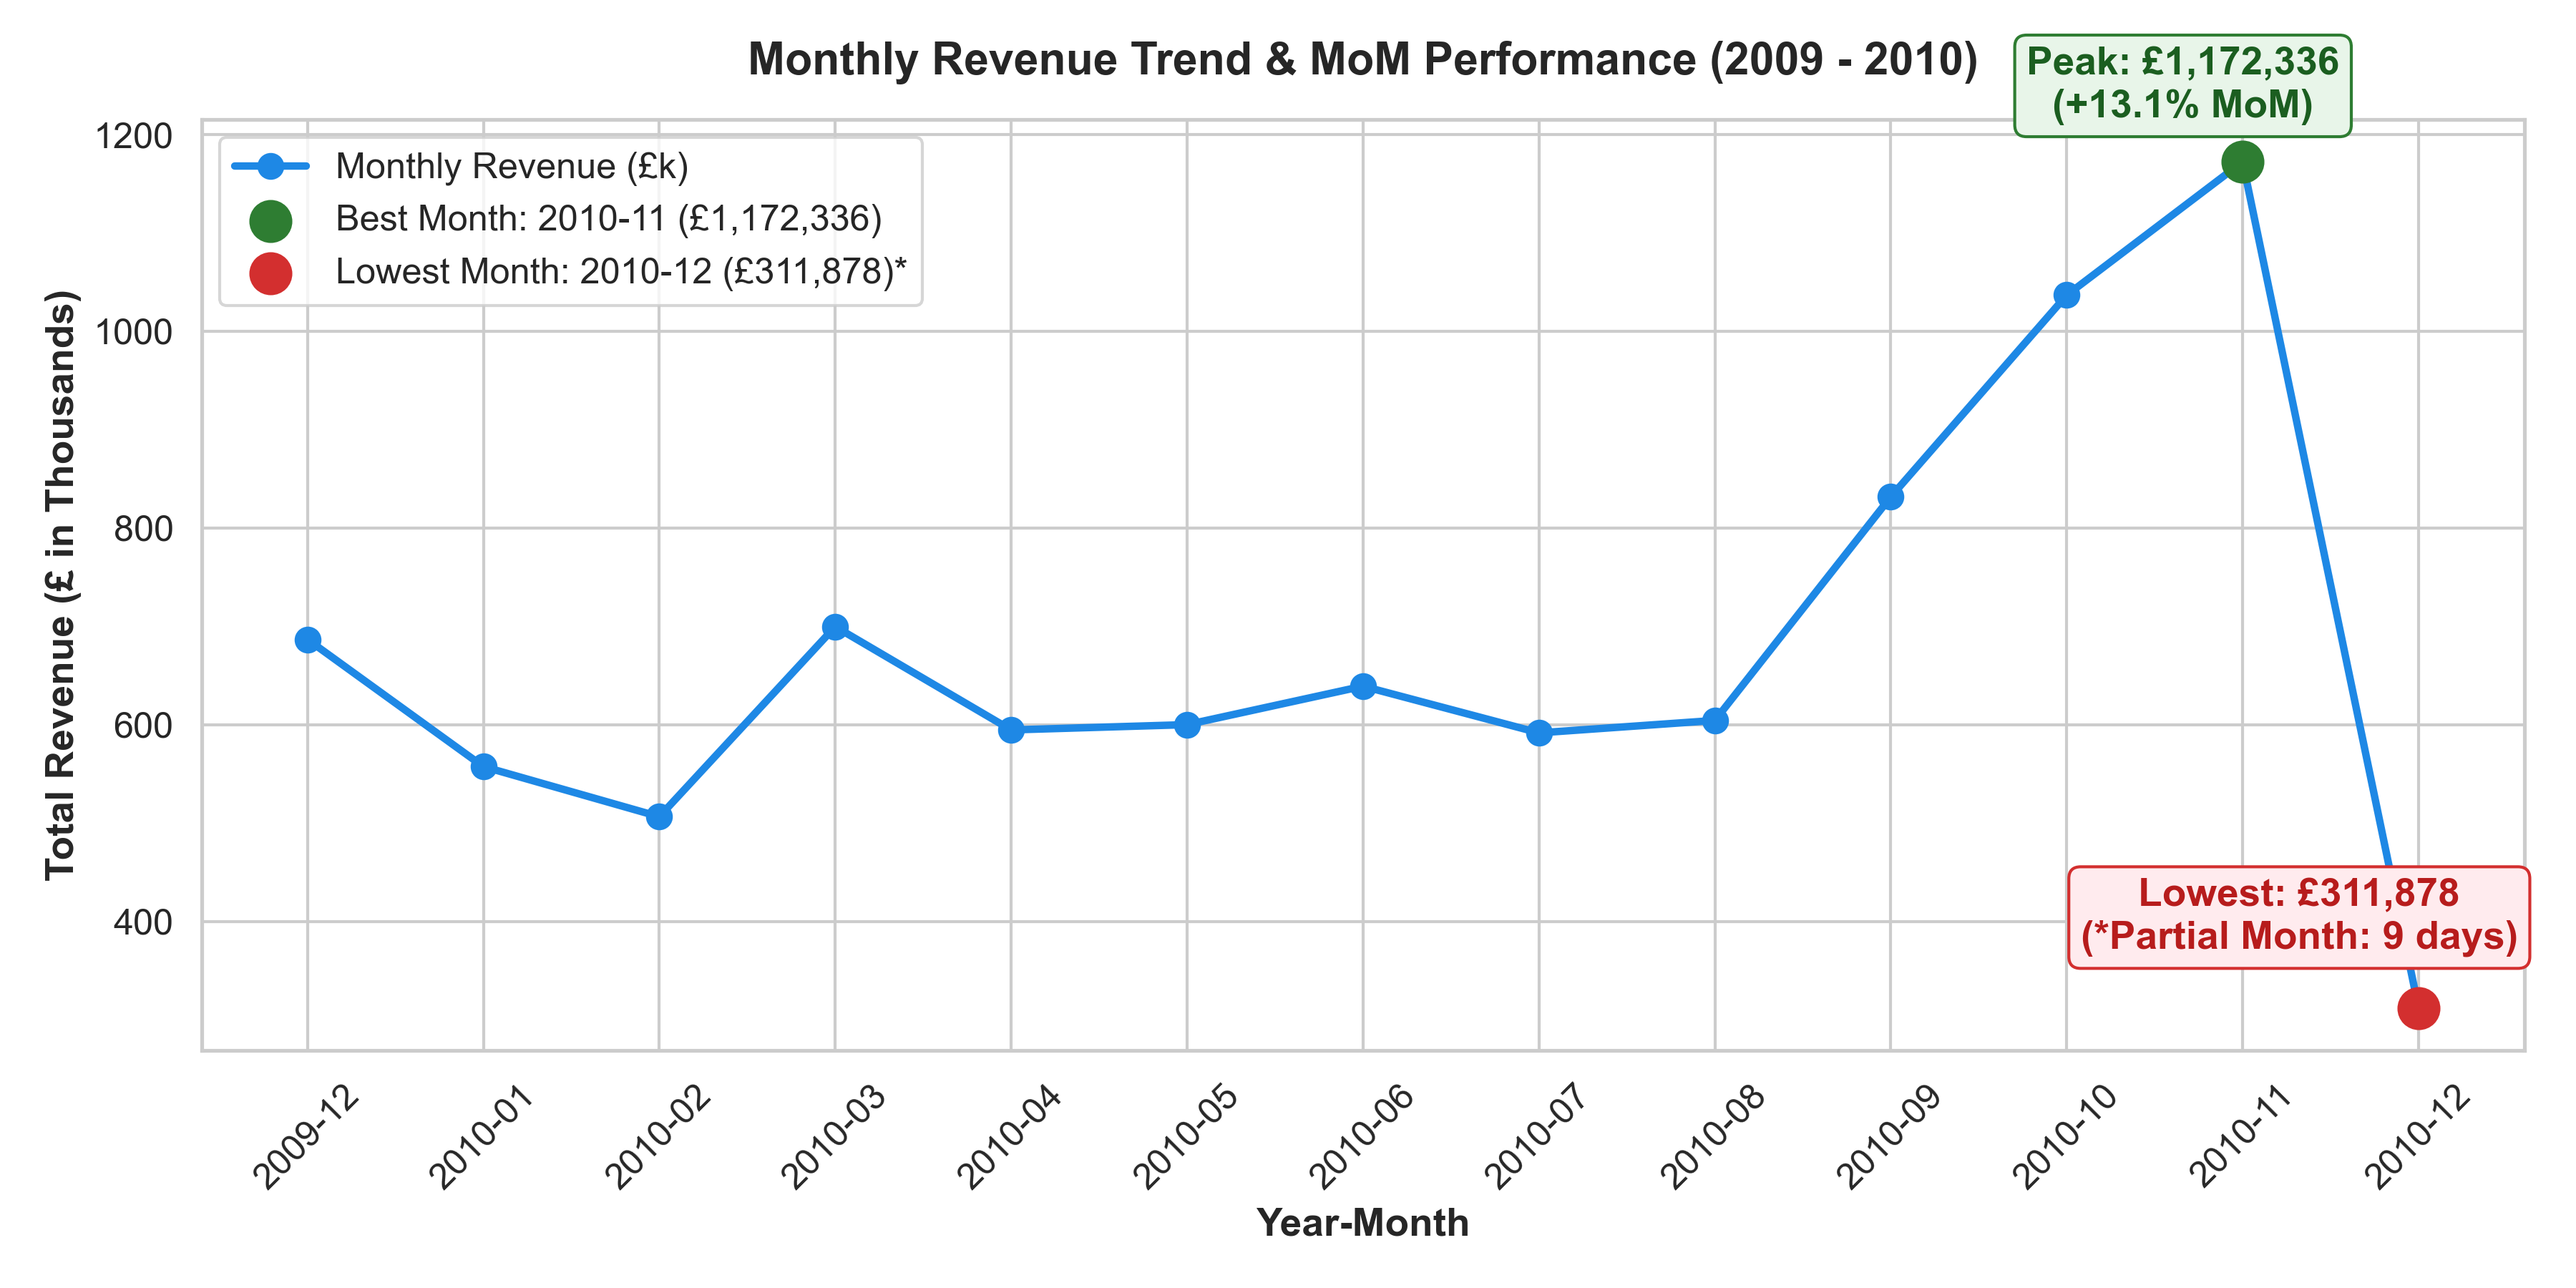 Monthly Revenue Trend & MoM Performance (2009 - 2010)
Peak: £1,172,336
(+13.1% MoM)
Monthly Revenue (£k)
Best Month: 2010-11 (£1,172,336)
Lowest Month: 2010-12 (£311,878)*
Total Revenue (£ in Thousands)
1200
1000
800
600
400
Lowest: £311,878
(*Partial Month: 9 days)
2009-12
2010-01
2010-02
2010-03
2010-04
2010-05
2010-06
2010-07
2010-08
2010-09
2010-10
2010-11
2010-12
Year-Month